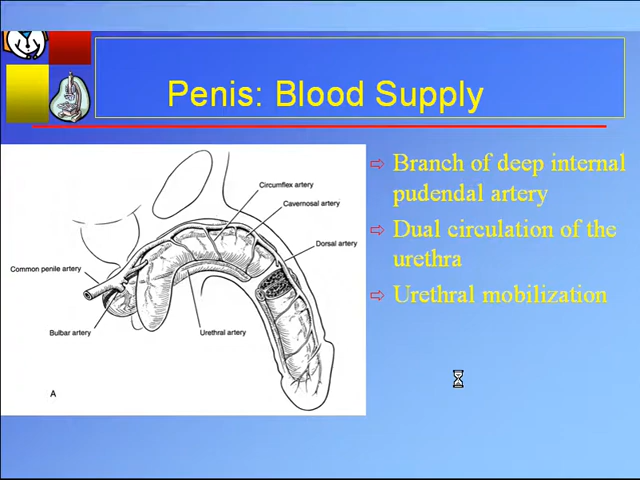 Penis: Blood Supply
Circumflex artery
Cavernosal artery
Dorsal artery
Common penile artery
Bulbar artery
Urethral artery
A
Branch of deep internal
pudendal artery
Dual circulation of the
urethra
Urethral mobilization